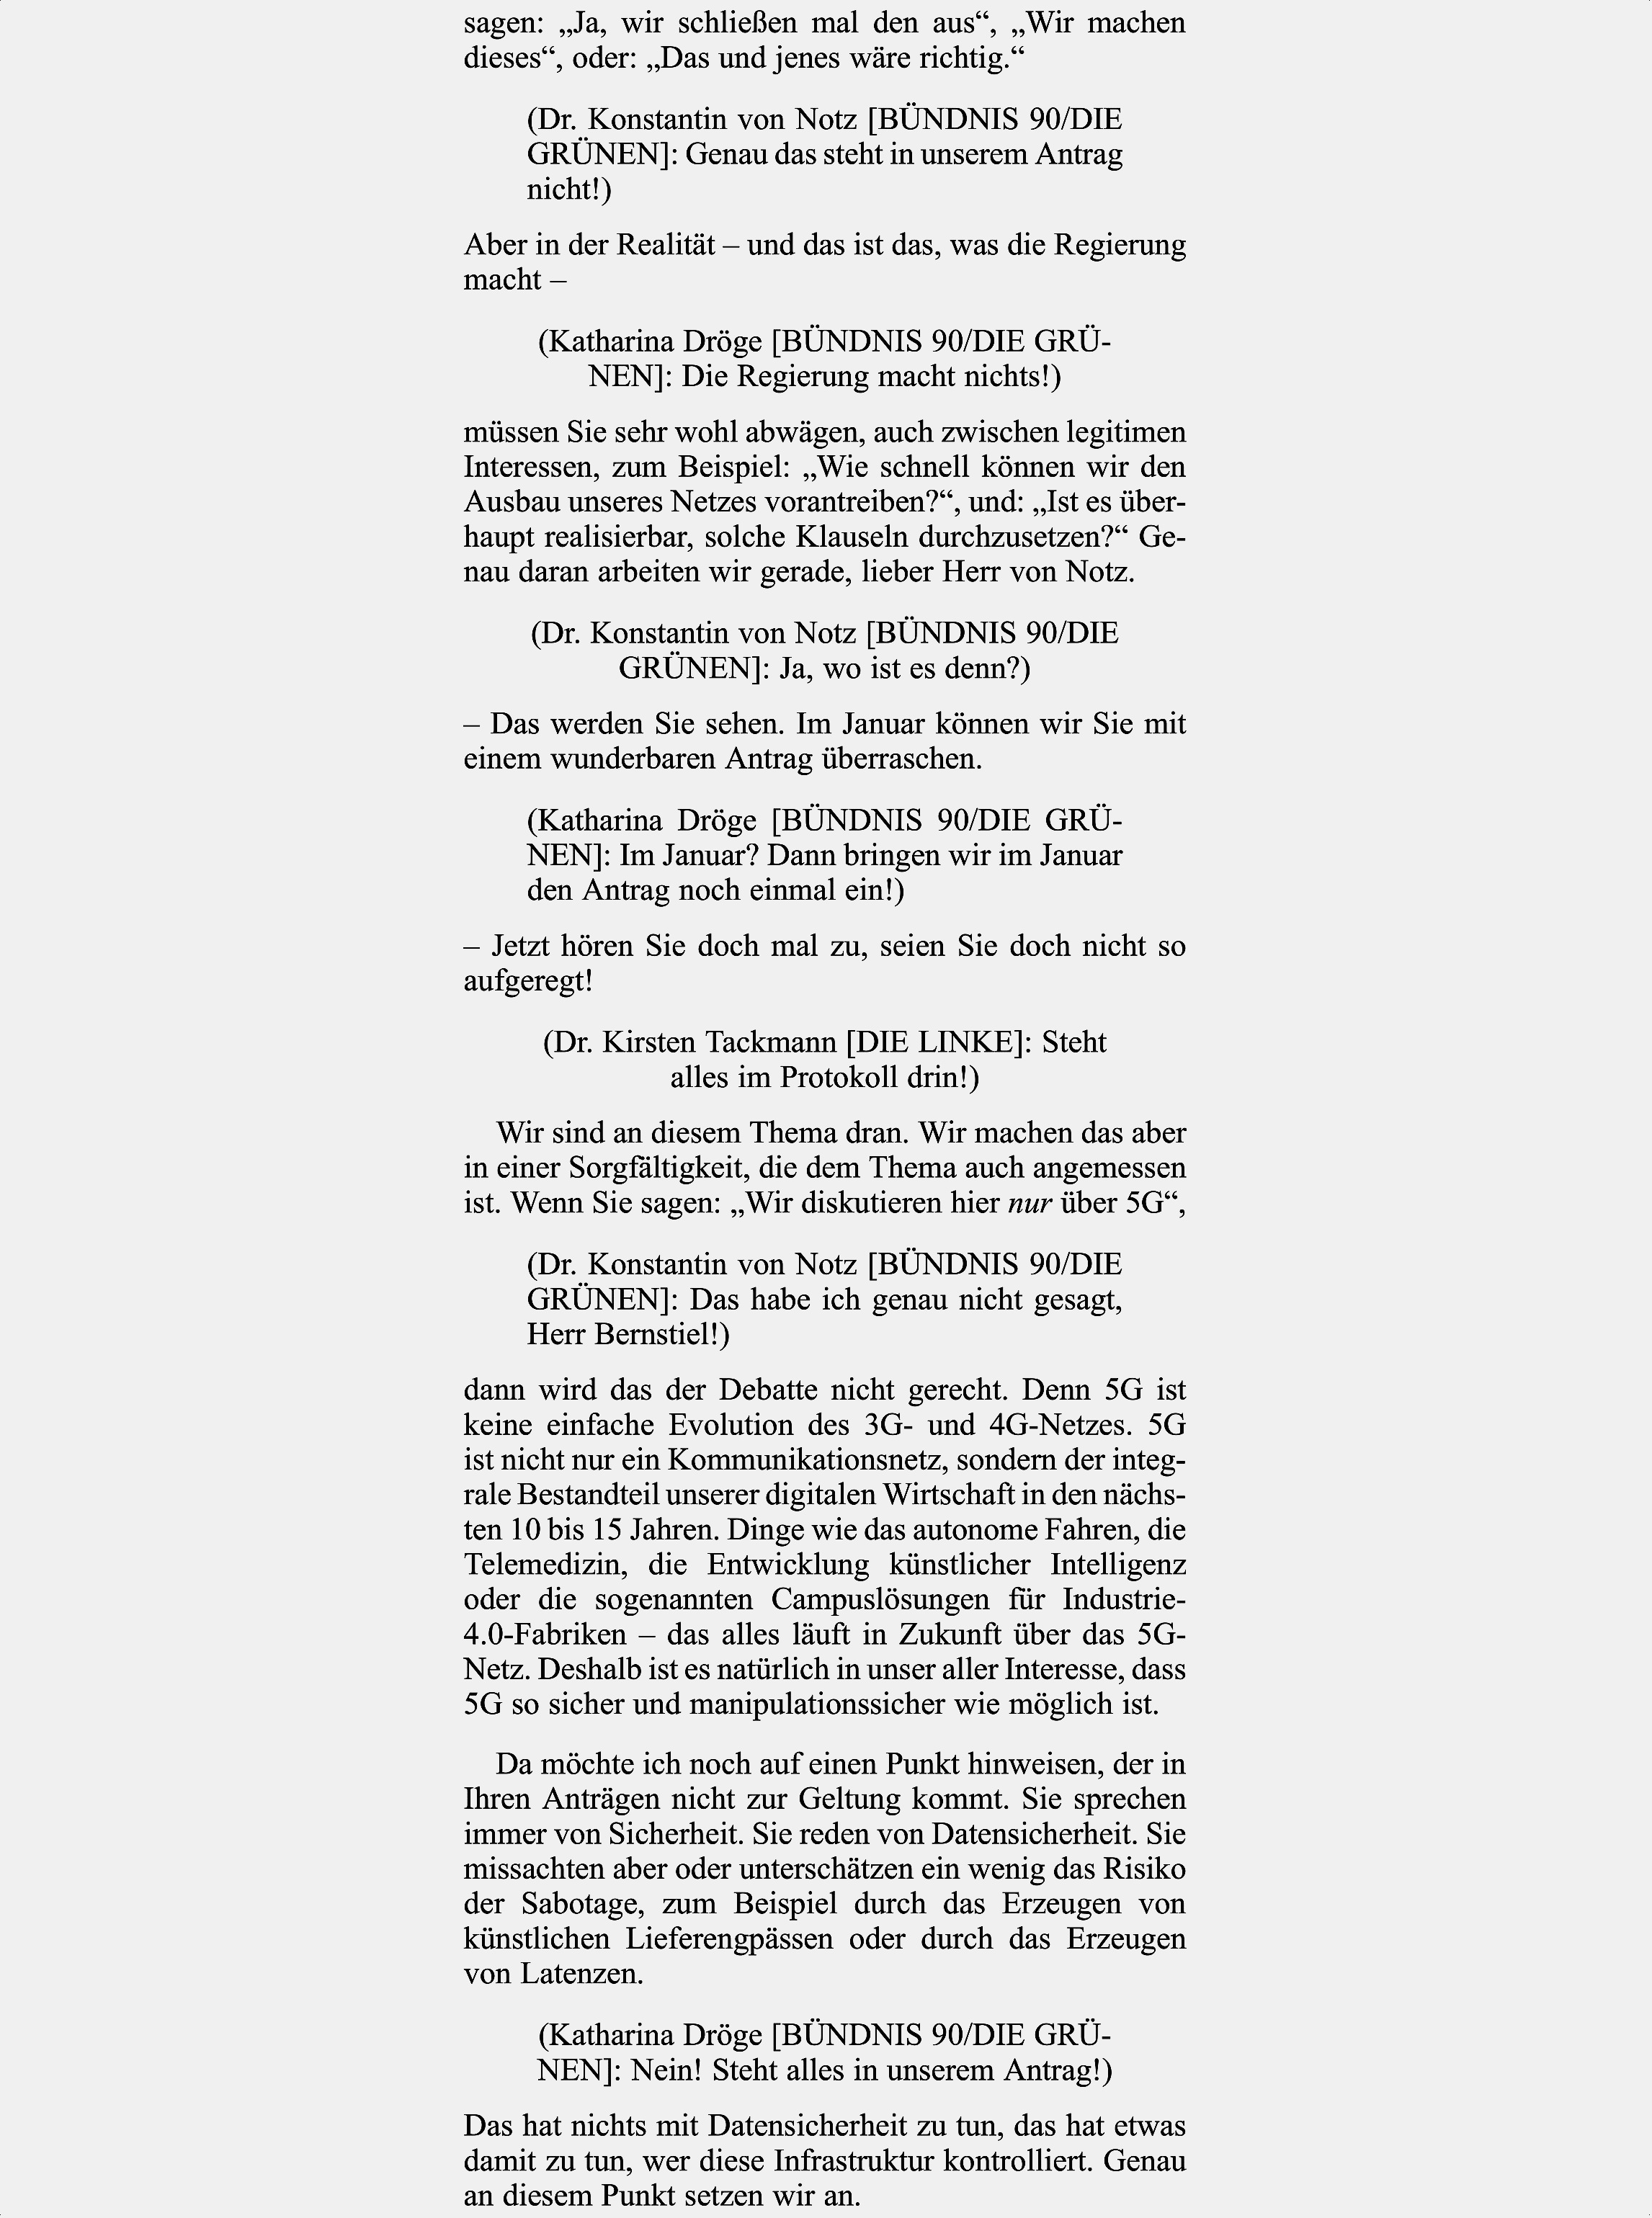 sagen: „Ja, wir schließen mal den aus“, „Wir machen
dieses“, oder: „Das und jenes wäre richtig.“
(Dr. Konstantin von Notz [BÜNDNIS 90/DIE
GRÜNEN]: Genau das steht in unserem Antrag
nicht!)
Aber in der Realität – und das ist das, was die Regierung
macht –
(Katharina Dröge [BÜNDNIS 90/DIE GRÜ-
NEN]: Die Regierung macht nichts!)
müssen Sie sehr wohl abwägen, auch zwischen legitimen
Interessen, zum Beispiel: „Wie schnell können wir den
Ausbau unseres Netzes vorantreiben?“, und: „Ist es über-
haupt realisierbar, solche Klauseln durchzusetzen?“ Ge-
nau daran arbeiten wir gerade, lieber Herr von Notz.
(Dr. Konstantin von Notz [BÜNDNIS 90/DIE
GRÜNEN]: Ja, wo ist es denn?)
– Das werden Sie sehen. Im Januar können wir Sie mit
einem wunderbaren Antrag überraschen.
(Katharina Dröge [BÜNDNIS 90/DIE GRÜ-
NEN]: Im Januar? Dann bringen wir im Januar
den Antrag noch einmal ein!)
– Jetzt hören Sie doch mal zu, seien Sie doch nicht so
aufgeregt!
(Dr. Kirsten Tackmann [DIE LINKE]: Steht
alles im Protokoll drin!)
Wir sind an diesem Thema dran. Wir machen das aber
in einer Sorgfältigkeit, die dem Thema auch angemessen
ist. Wenn Sie sagen: „Wir diskutieren hier nur über 5G“,
(Dr. Konstantin von Notz [BÜNDNIS 90/DIE
GRÜNEN]: Das habe ich genau nicht gesagt,
Herr Bernstiel!)
dann wird das der Debatte nicht gerecht. Denn 5G ist
keine einfache Evolution des 3G- und 4G-Netzes. 5G
ist nicht nur ein Kommunikationsnetz, sondern der integ-
rale Bestandteil unserer digitalen Wirtschaft in den nächs-
ten 10 bis 15 Jahren. Dinge wie das autonome Fahren, die
Telemedizin, die Entwicklung künstlicher Intelligenz
oder die sogenannten Campuslösungen für Industrie-
4.0-Fabriken – das alles läuft in Zukunft über das 5G-
Netz. Deshalb ist es natürlich in unser aller Interesse, dass
5G so sicher und manipulationssicher wie möglich ist.
Da möchte ich noch auf einen Punkt hinweisen, der in
Ihren Anträgen nicht zur Geltung kommt. Sie sprechen
immer von Sicherheit. Sie reden von Datensicherheit. Sie
missachten aber oder unterschätzen ein wenig das Risiko
der Sabotage, zum Beispiel durch das Erzeugen von
künstlichen Lieferengpässen oder durch das Erzeugen
von Latenzen.
(Katharina Dröge [BÜNDNIS 90/DIE GRÜ-
NEN]: Nein! Steht alles in unserem Antrag!)
Das hat nichts mit Datensicherheit zu tun, das hat etwas
damit zu tun, wer diese Infrastruktur kontrolliert. Genau
an diesem Punkt setzen wir an.